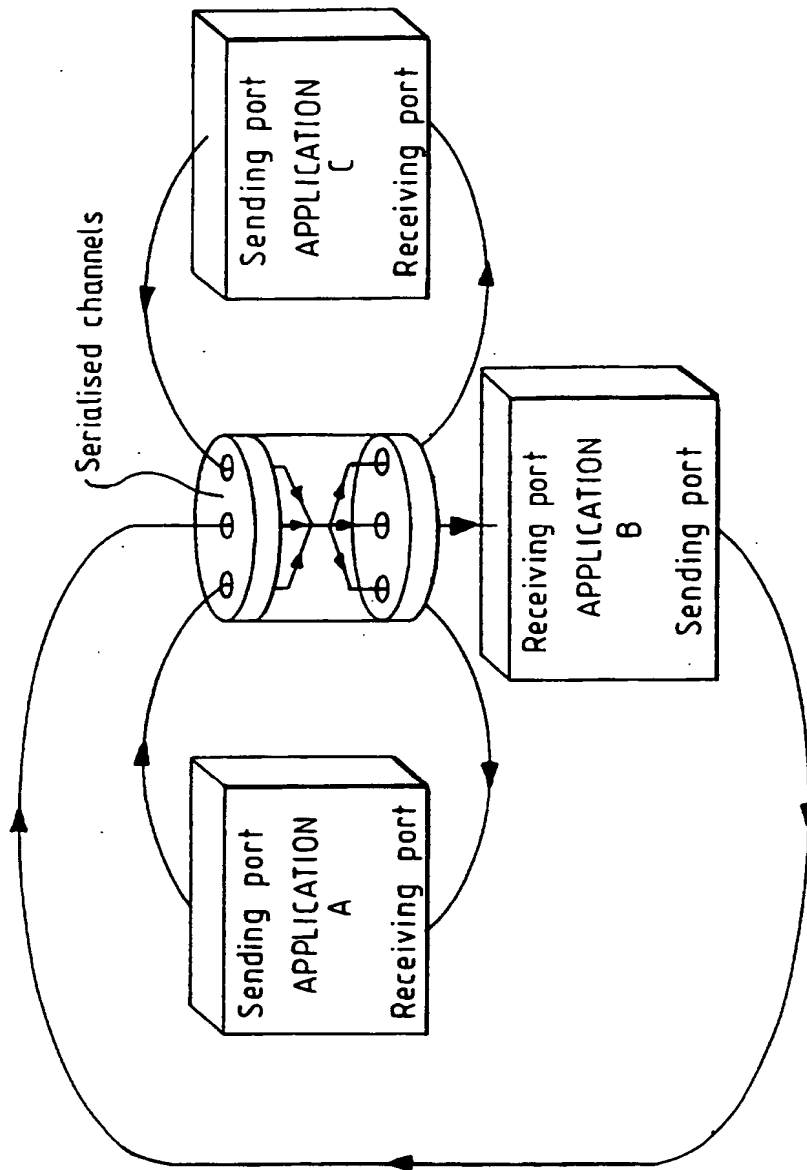 Serialised channels
Sending port
APPLICATION
A
Receiving port
Sending port
APPLICATION
C
Receiving port
Receiving port
APPLICATION
B
Sending port